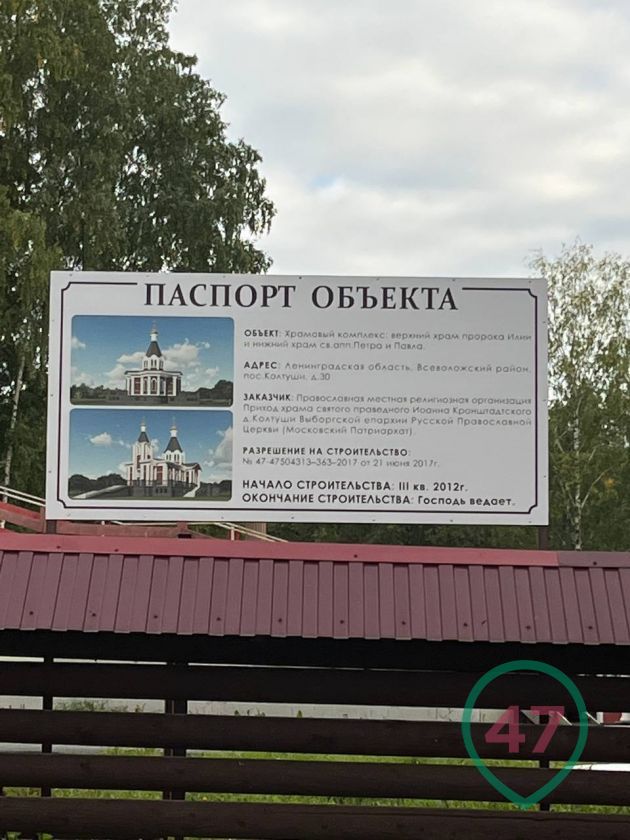 ПАСПОРТ ОБЪЕКТА
ОБЪЕКТ: Храмовый комплекс: верхний храм пророка Илии
и нижний храм св.апп.Петра и Павла.
АДРЕС: Ленинградская область, Всеволожский район,
пос.Колтуши, д.30
ЗАКАЗЧИК: Православная местная религиозная организация
Приход храма святого праведного Иоанна Кронштадского
д.Колтуши Выборгской епархии Русской Православной
Церкви (Московский Патриархат).
РАЗРЕШЕНИЕ НА СТРОИТЕЛЬСТВО:
№ 47-47504313-363-2017 от 21 июня 2017г.
НАЧАЛО СТРОИТЕЛЬСТВА: III кв. 2012г.
ОКОНЧАНИЕ СТРОИТЕЛЬСТВА: Господь ведает.
47